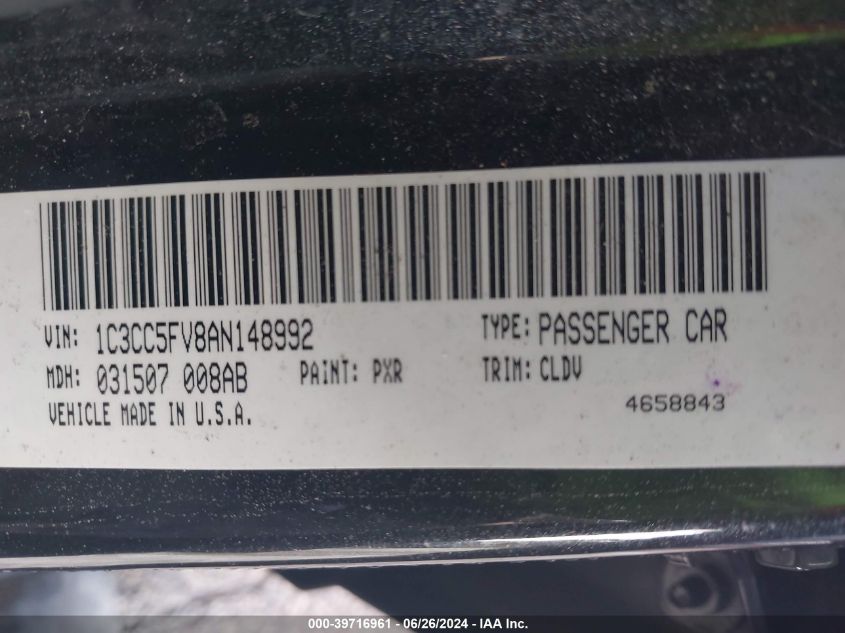 VIN: 1C3CC5FV8AN148992 TYPE: PASSENGER CAR
MDH: 031507 008AB PAINT: PXR TRIM: CLDV
VEHICLE MADE IN U.S.A. 4658843
000-39716961 - 06/26/2024 - IAA Inc.